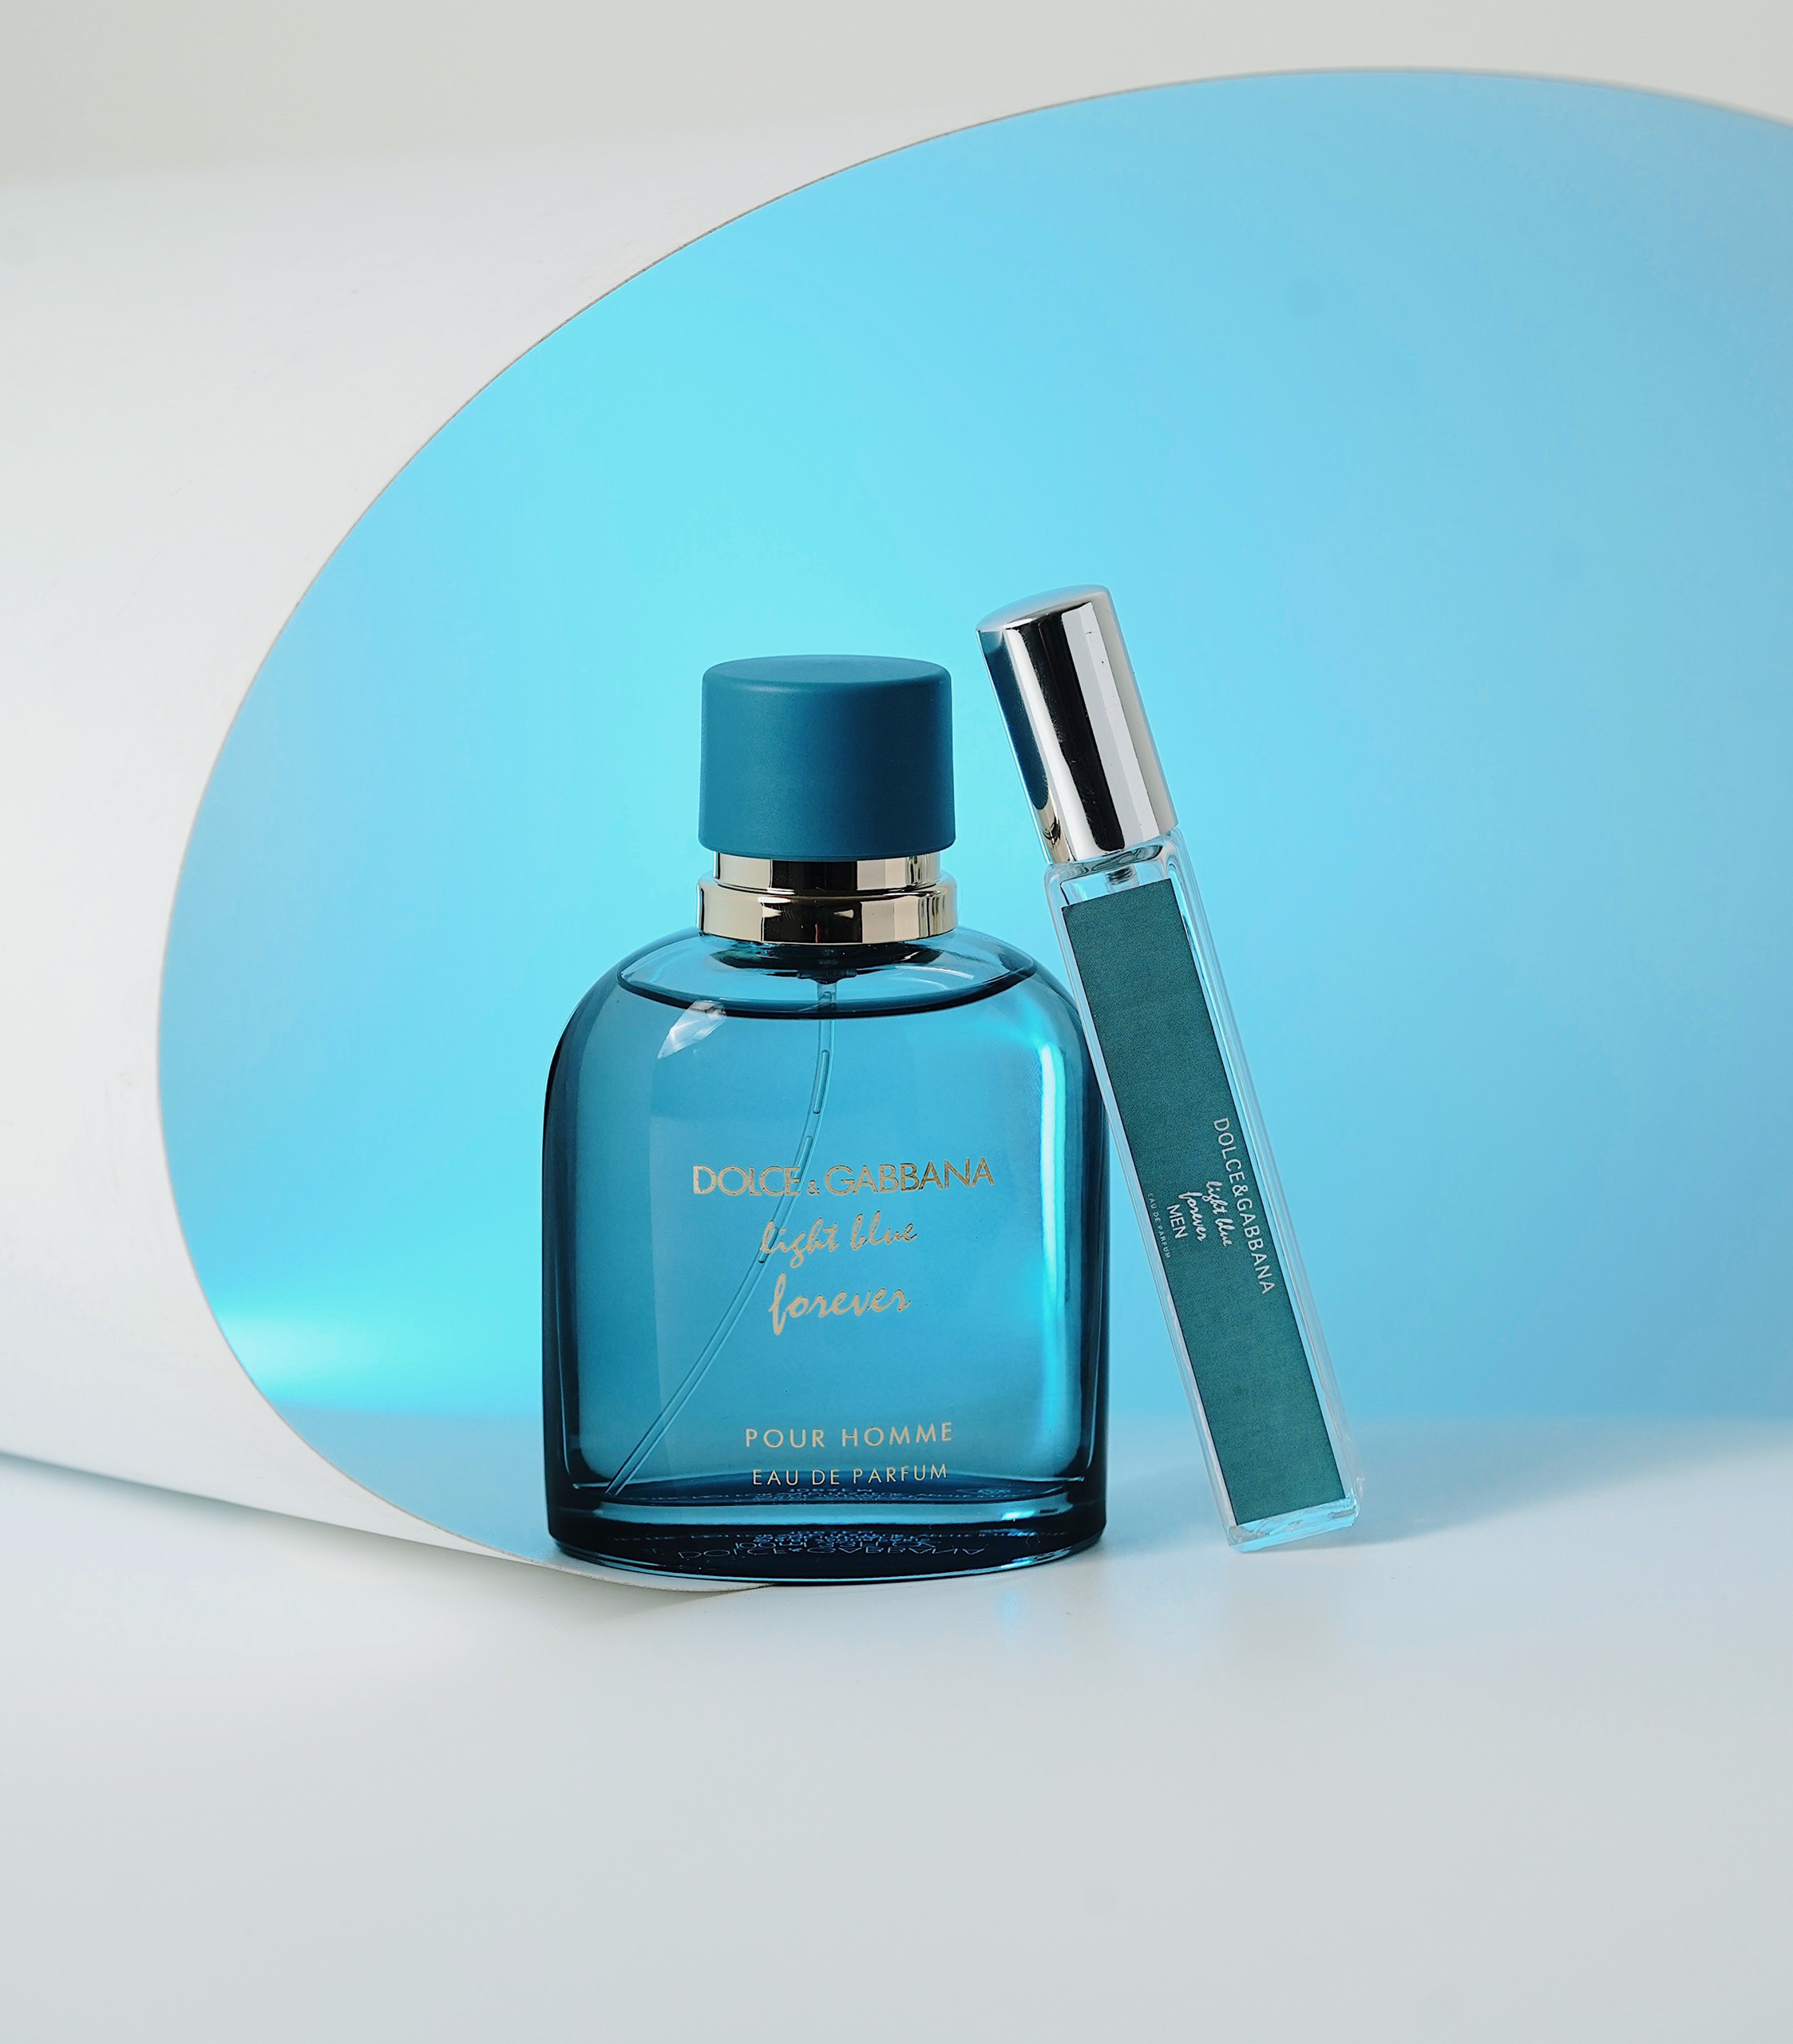 DOLCE & GABBANA
light blue
forever
POUR HOMME
EAU DE PARFUM
DOLCE&GABBANA
light blue
forever
MEN
EAU DE PARFUM